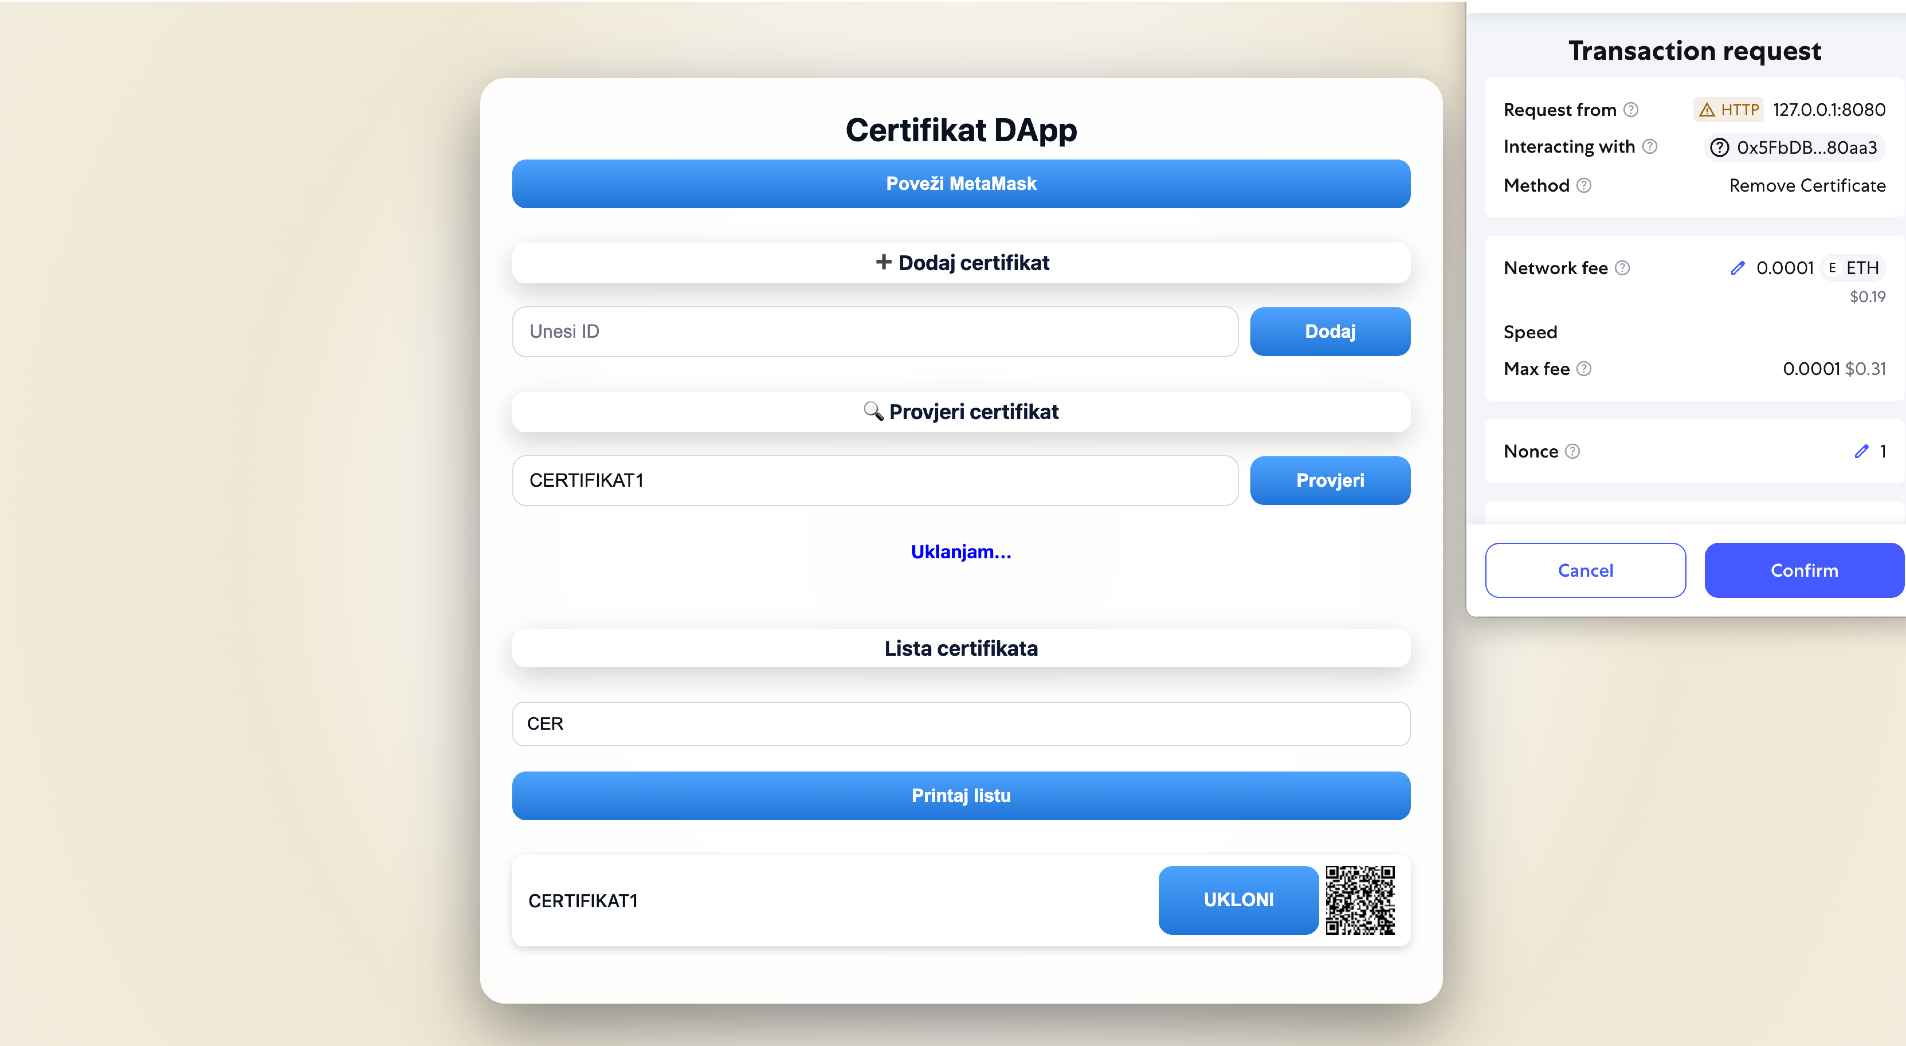 Certifikat DApp
Poveži MetaMask
+ Dodaj certifikat
Unesi ID
Dodaj
🔍 Provjeri certifikat
CERTIFIKAT1
Provjeri
Uklanjam...
Lista certifikata
CER
Printaj listu
CERTIFIKAT1
UKLONI
Transaction request
Request from HTTP 127.0.0.1:8080
Interacting with 0x5FbDB...80aa3
Method Remove Certificate
Network fee 0.0001 E ETH
$0.19
Speed
Max fee 0.0001 $0.31
Nonce 1
Cancel
Confirm